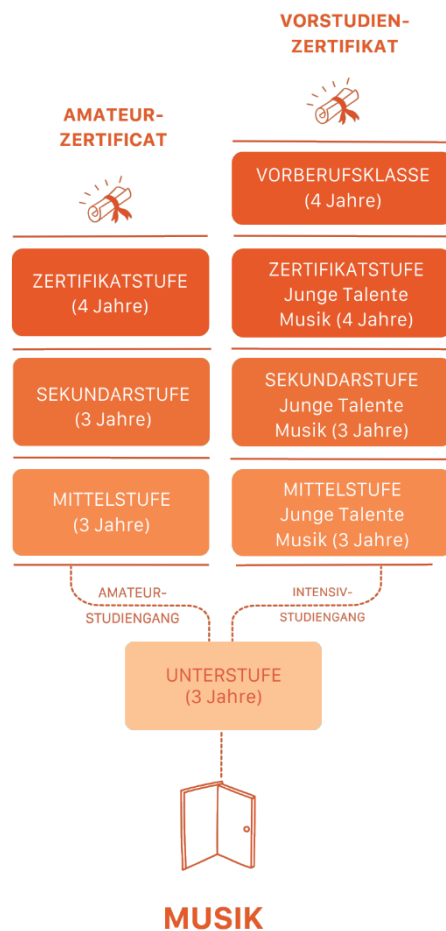 VORSTUDIEN-
ZERTIFIKAT
AMATEUR-
ZERTIFICAT
VORBERUFSKLASSE
(4 Jahre)
ZERTIFIKATSTUFE
(4 Jahre)
ZERTIFIKATSTUFE
Junge Talente
Musik (4 Jahre)
SEKUNDARSTUFE
(3 Jahre)
SEKUNDARSTUFE
Junge Talente
Musik (3 Jahre)
MITTELSTUFE
(3 Jahre)
MITTELSTUFE
Junge Talente
Musik (3 Jahre)
AMATEUR-
STUDIENGANG
INTENSIV-
STUDIENGANG
UNTERSTUFE
(3 Jahre)
MUSIK